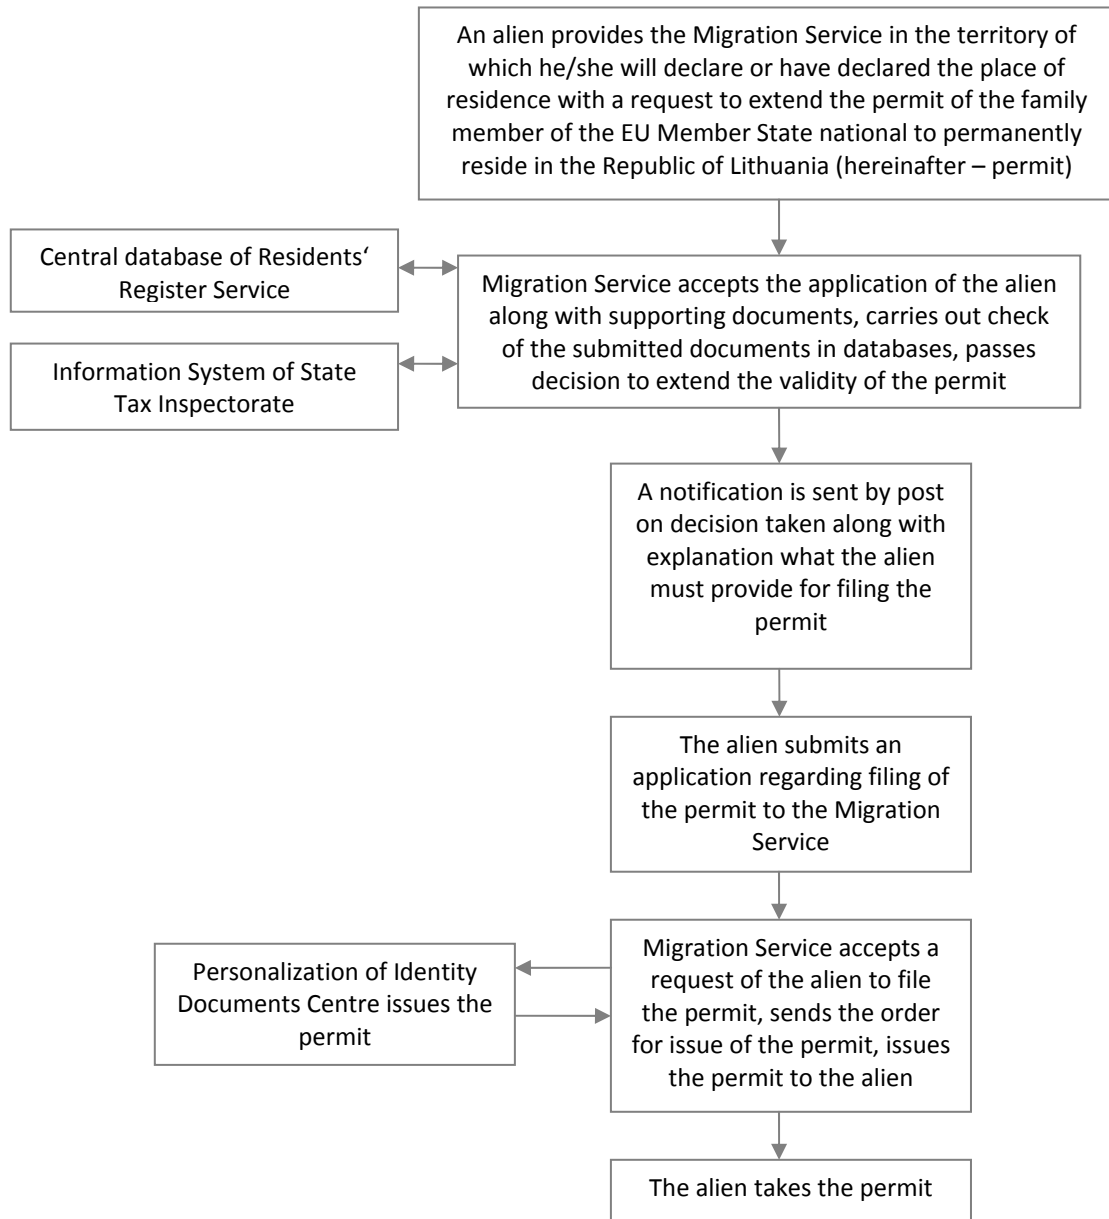 An alien provides the Migration Service in the territory of
which he/she will declare or have declared the place of
residence with a request to extend the permit of the family
member of the EU Member State national to permanently
reside in the Republic of Lithuania (hereinafter – permit)
Central database of Residents‘
Register Service
Migration Service accepts the application of the alien
along with supporting documents, carries out check
of the submitted documents in databases, passes
decision to extend the validity of the permit
Information System of State
Tax Inspectorate
A notification is sent by post
on decision taken along with
explanation what the alien
must provide for filing the
permit
The alien submits an
application regarding filing of
the permit to the Migration
Service
Migration Service accepts a
request of the alien to file
the permit, sends the order
for issue of the permit, issues
the permit to the alien
Personalization of Identity
Documents Centre issues the
permit
The alien takes the permit